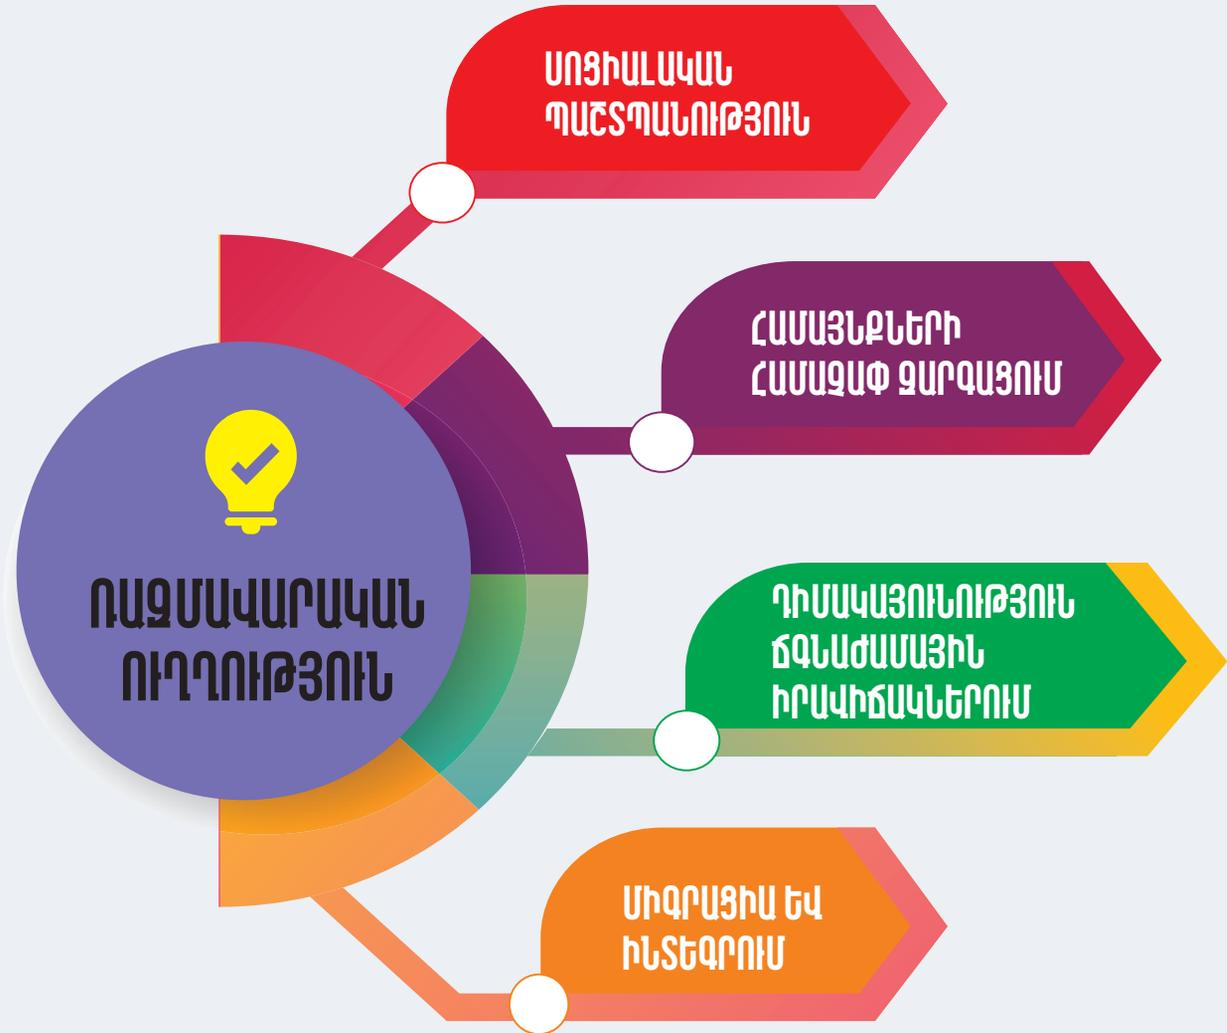 ՍՈՑԻԱԼԱԿԱՆ
ՊԱՇՏՊԱՆՈՒԹՅՈՒՆ
ՀԱՄԱՅՆՔՆԵՐԻ
ՀԱՄԱՉԱՓ ԶԱՐԳԱՑՈՒՄ
ՌԱԶՄԱՎԱՐԱԿԱՆ
ՈՒՂՂՈՒԹՅՈՒՆ
ԴԻՄԱԿԱՅՈՒՆՈՒԹՅՈՒՆ
ՃԳՆԱԺԱՄԱՅԻՆ
ԻՐԱՎԻՃԱԿՆԵՐՈՒՄ
ՄԻԳՐԱՑԻԱ ԵՎ
ԻՆՏԵԳՐՈՒՄ